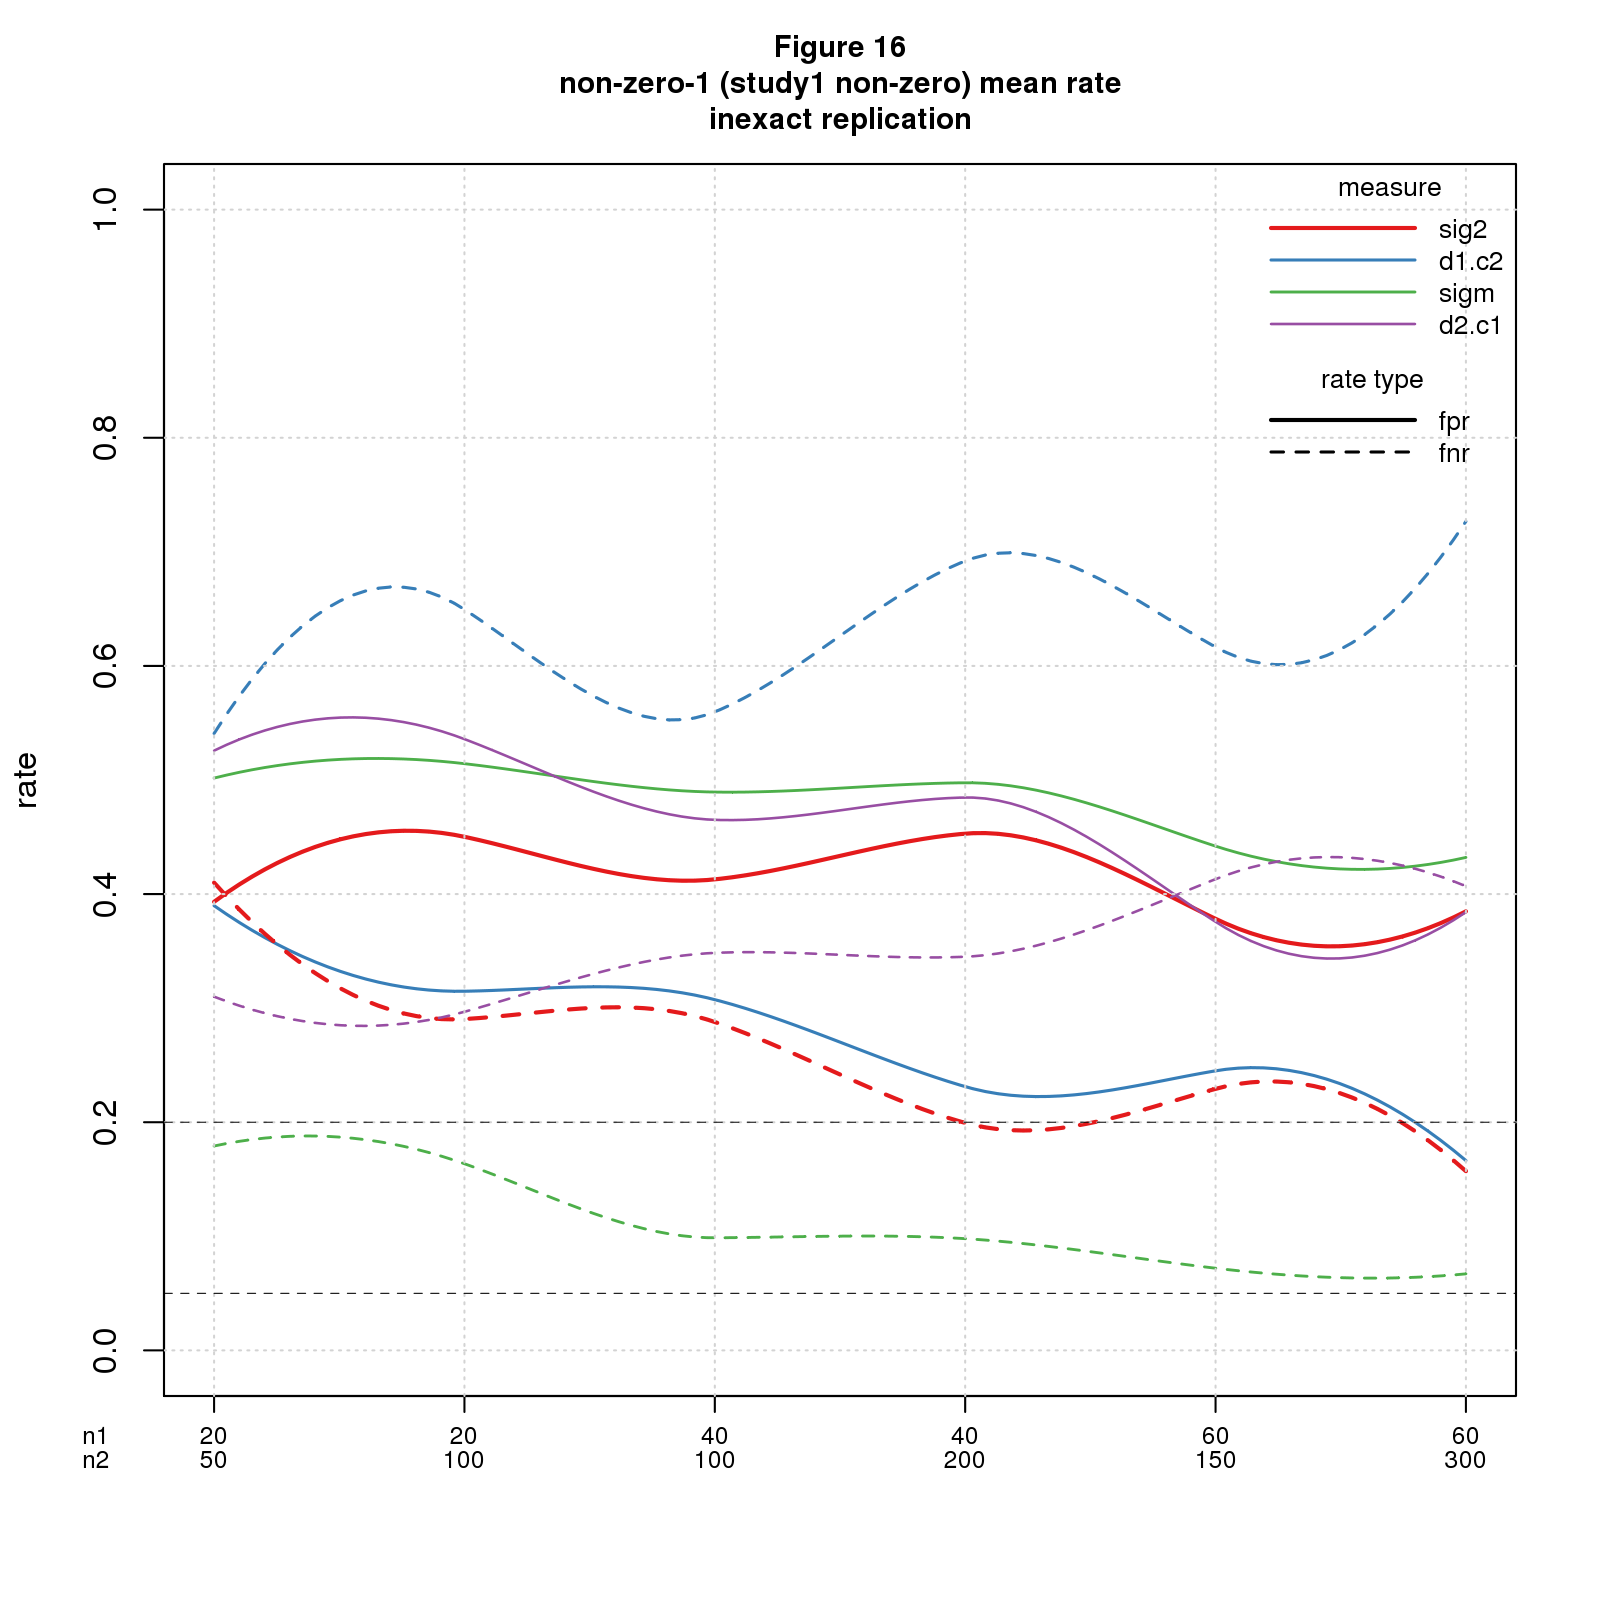 Figure 16
non-zero-1 (study1 non-zero) mean rate
inexact replication
measure
sig2
d1.c2
sigm
d2.c1
rate type
fpr
fnr
rate
1.0
0.8
0.6
0.4
0.2
0.0
n1 20 20 40 40 60 60
n2 50 100 100 200 150 300